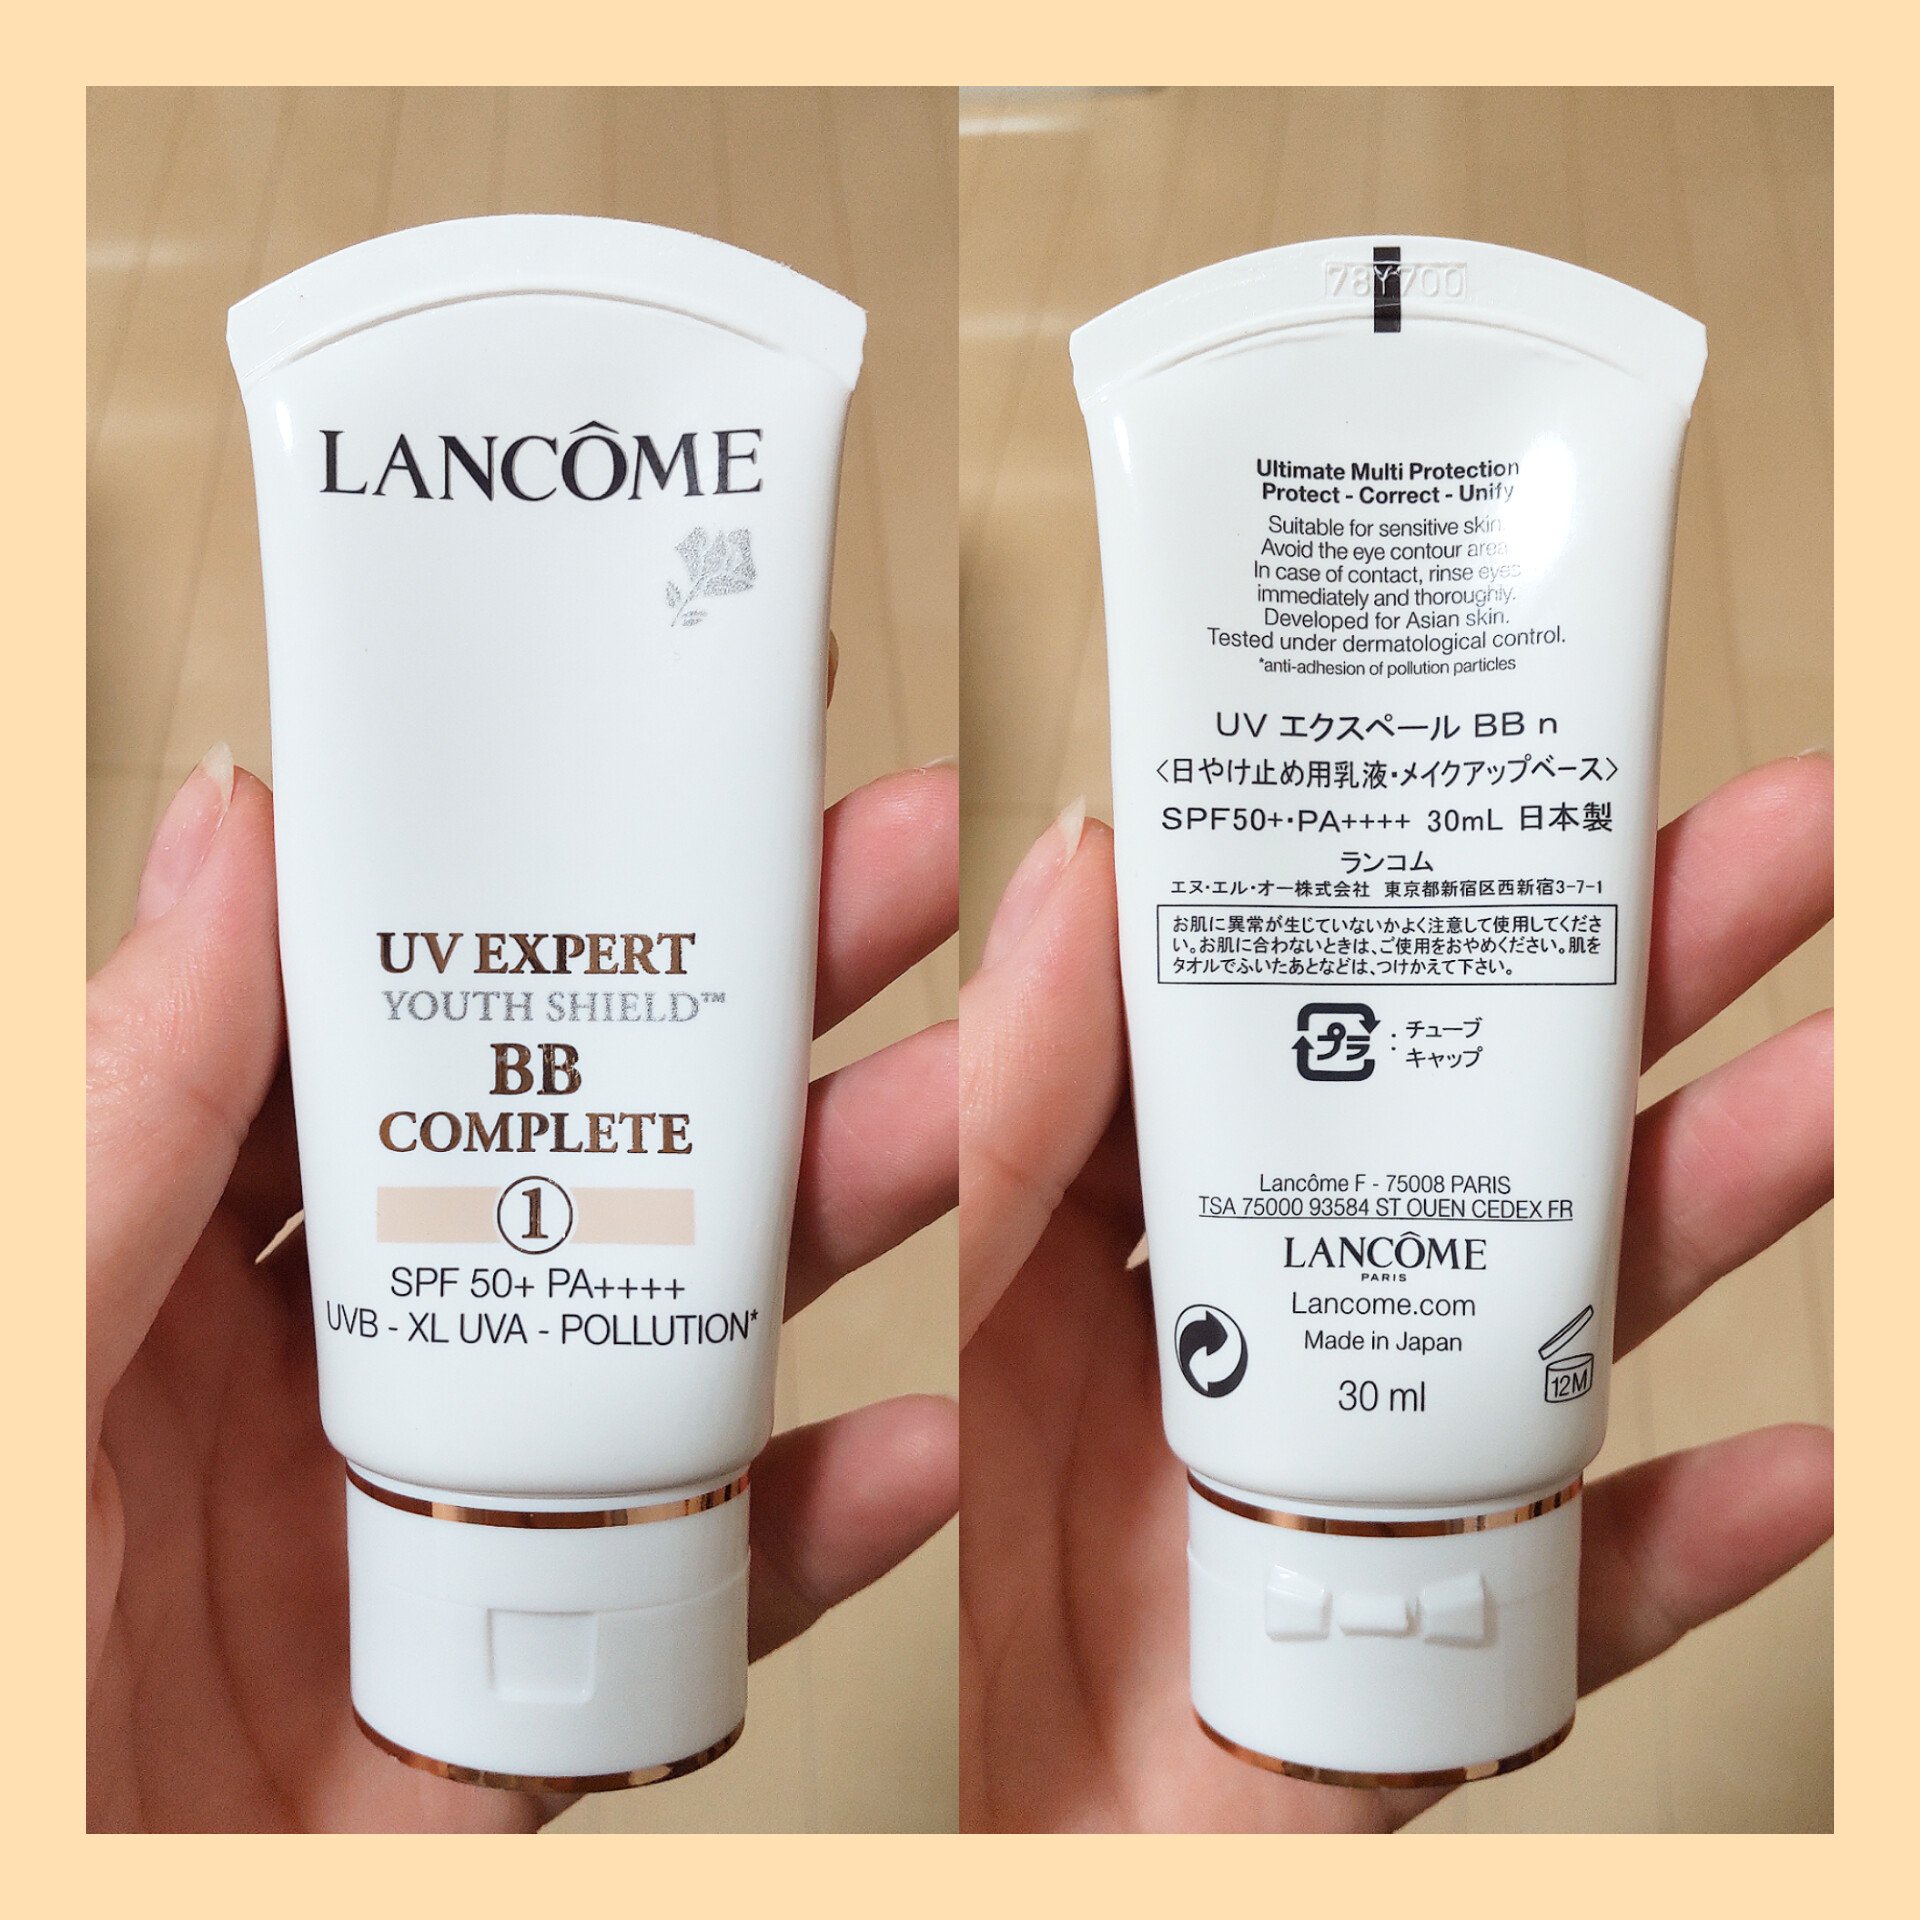 LANCÔME
UV EXPERT
YOUTH SHIELD™
BB
COMPLETE
1
SPF 50+ PA++++
UVB - XL UVA - POLLUTION*
78Y700
Ultimate Multi Protection
Protect - Correct - Unify
Suitable for sensitive skin.
Avoid the eye contour area.
In case of contact, rinse eyes
immediately and thoroughly.
Developed for Asian skin.
Tested under dermatological control.
*anti-adhesion of pollution particles
UV エクスペール BB n
<日やけ止め用乳液・メイクアップベース>
SPF50+・PA++++ 30mL 日本製
ランコム
エヌ・エル・オー株式会社 東京都新宿区西新宿3-7-1
お肌に異常が生じていないかよく注意して使用してくださ
い。お肌に合わないときは、ご使用をおやめください。肌を
タオルでふいたあとなどは、つけかえて下さい。
プラ : チューブ
キャップ
Lancôme F - 75008 PARIS
TSA 75000 93584 ST OUEN CEDEX FR
LANCÔME
PARIS
Lancome.com
Made in Japan
30 ml
12M